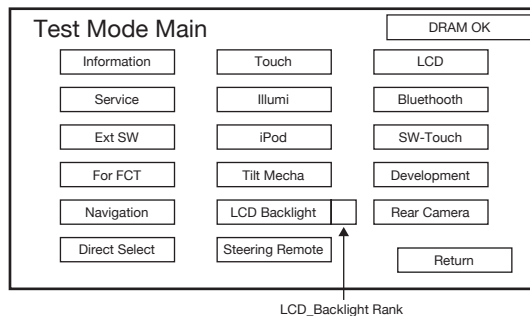 Test Mode Main
DRAM OK
Information
Touch
LCD
Service
Illumi
Bluethooth
Ext SW
iPod
SW-Touch
For FCT
Tilt Mecha
Development
Navigation
LCD Backlight
Rear Camera
Direct Select
Steering Remote
Return
LCD_Backlight Rank